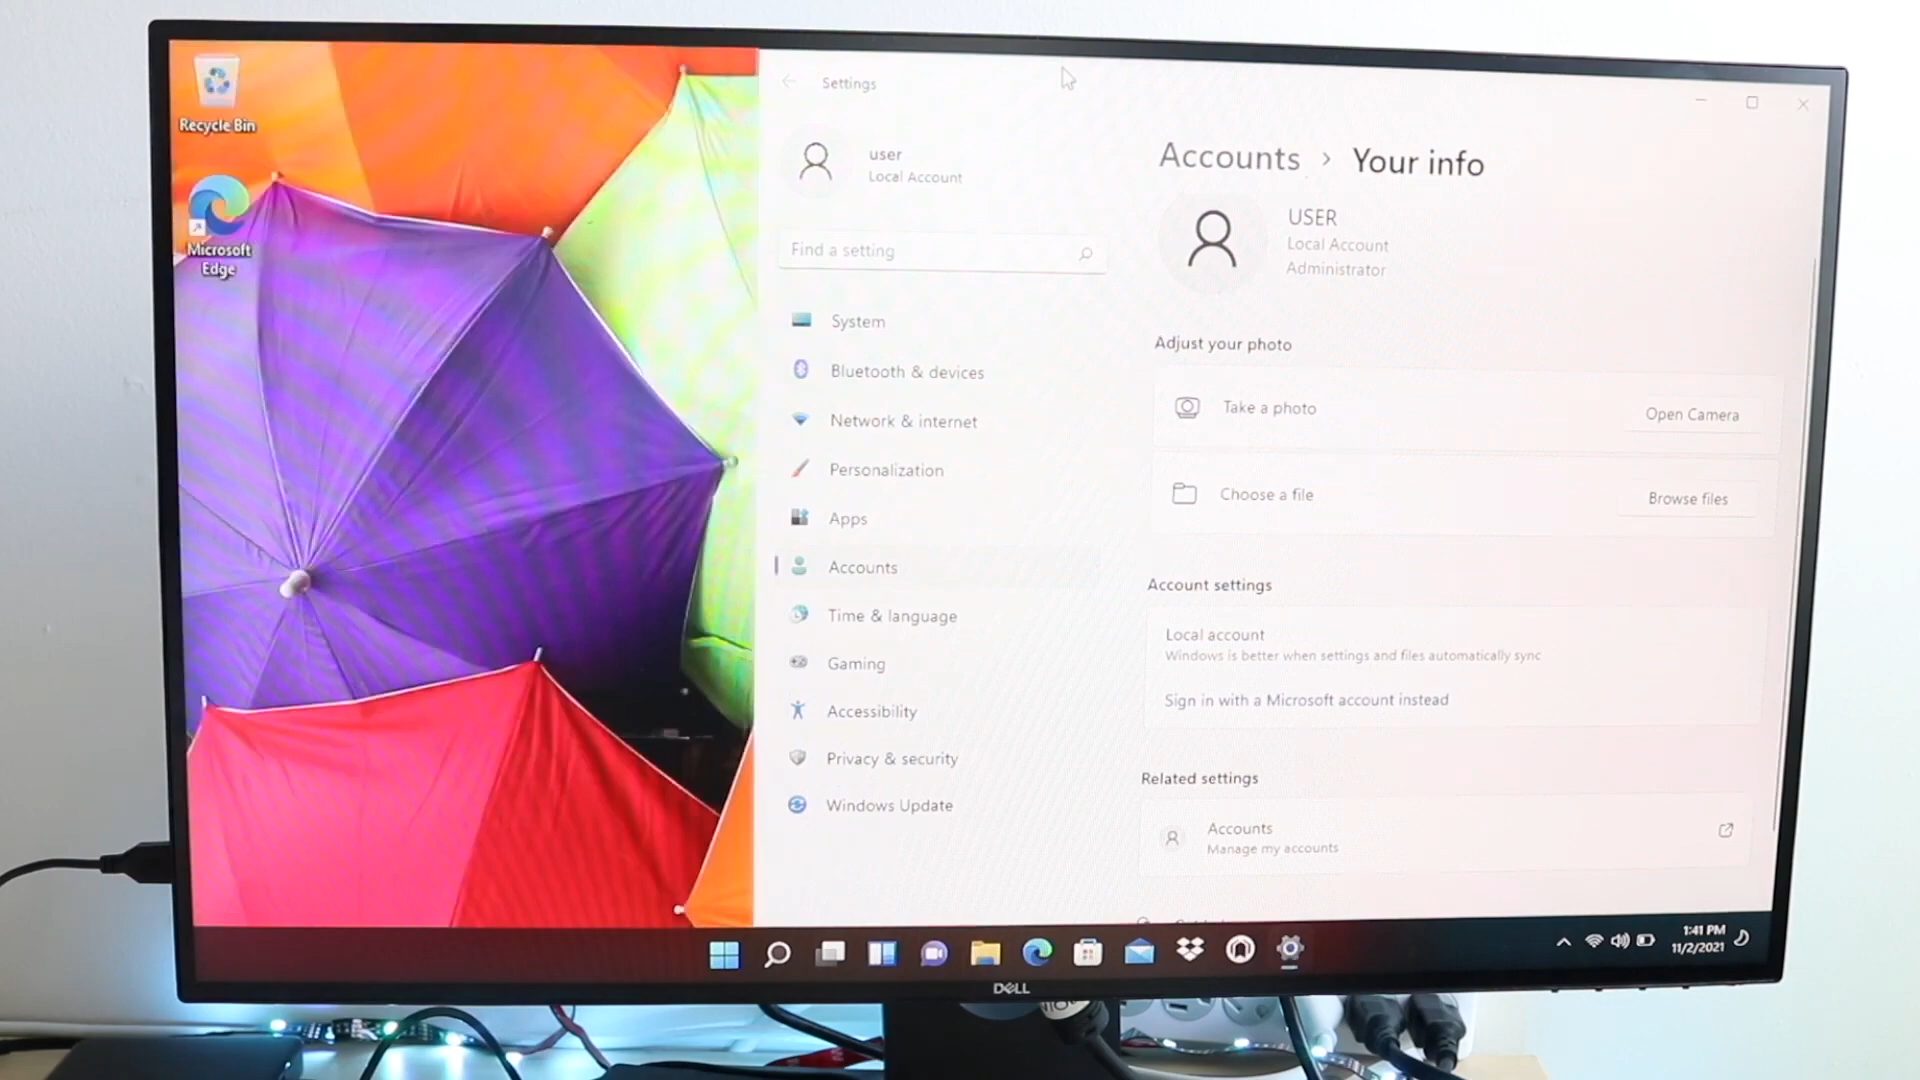 Recycle Bin
Microsoft
Edge
Settings
user
Local Account
Find a setting
System
Bluetooth & devices
Network & internet
Personalization
Apps
Accounts
Time & language
Gaming
Accessibility
Privacy & security
Windows Update
Accounts > Your info
USER
Local Account
Administrator
Adjust your photo
Take a photo
Open Camera
Choose a file
Browse files
Account settings
Local account
Windows is better when settings and files automatically sync
Sign in with a Microsoft account instead
Related settings
Accounts
Manage my accounts
1:41 PM
11/2/2021
DELL